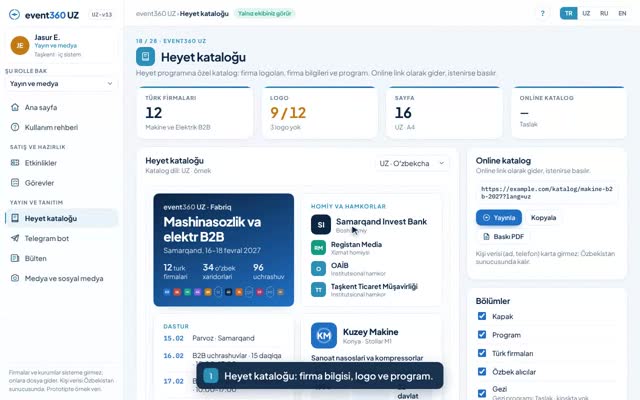 event360 UZ
UZ-v13
JE
Jasur E.
Yayın ve medya
Taşkent · iç sistem
ŞU ROLLE BAK
Yayın ve medya
Ana sayfa
Kullanım rehberi
SATIŞ VE HAZIRLIK
Etkinlikler
Görevler
YAYIN VE TANITIM
Heyet kataloğu
Telegram bot
Bülten
Medya ve sosyal medya
Firmalar ve kurumlar sisteme girmez;
onlara dosya gider. Kişi verisi Özbekistan
sunucusunda kalır. Prototipte örnek veri.
event360 UZ › Heyet kataloğu
Yalnız ekibiniz görür
?
TR UZ RU EN
18 / 28 · EVENT360 UZ
Heyet kataloğu
Heyet programına özel katalog: firma logoları, firma bilgileri ve program. Online link olarak gider, istenirse basılır.
TÜRK FİRMALARI
12
Makine ve Elektrik B2B
LOGO
9 / 12
3 logo yok
SAYFA
16
UZ · A4
ONLİNE KATALOG
—
Taslak
Heyet kataloğu
Katalog dili: UZ · örnek
UZ · O'zbekcha
event360 UZ · Fabriq
Mashinasozlik va
elektr B2B
Samarqand, 16–18 fevral 2027
12 turk
firmalari
34 o'zbek
xaridorlari
96
uchrashuv
HOMİY VA HAMKORLAR
SI
Samarqand Invest Bank
RM
Registan Media
O
OAİB
Institutsional hamkor
TT
Taşkent Ticaret Müşavirliği
Institutsional hamkor
DASTUR
15.02 Parvoz · Samarqand
16.02 B2B uchrashuvlar · 15 daqiqa
17.02
KM
Kuzey Makine
Konya · Stollar M1
Sanoat nasoslari va kompressorlar
davlat
1 Heyet kataloğu: firma bilgisi, logo ve program.
Online katalog
Online link olarak gider, istenirse basılır.
https://example.com/katalog/makine-b2
b-2027?lang=uz
Yayınla
Kopyala
Baskı PDF
Kişi verisi (ad, telefon) karta girmez; Özbekistan
sunucusunda kalır.
Bölümler
Kapak
Program
Türk firmaları
Özbek alıcılar
Gezi